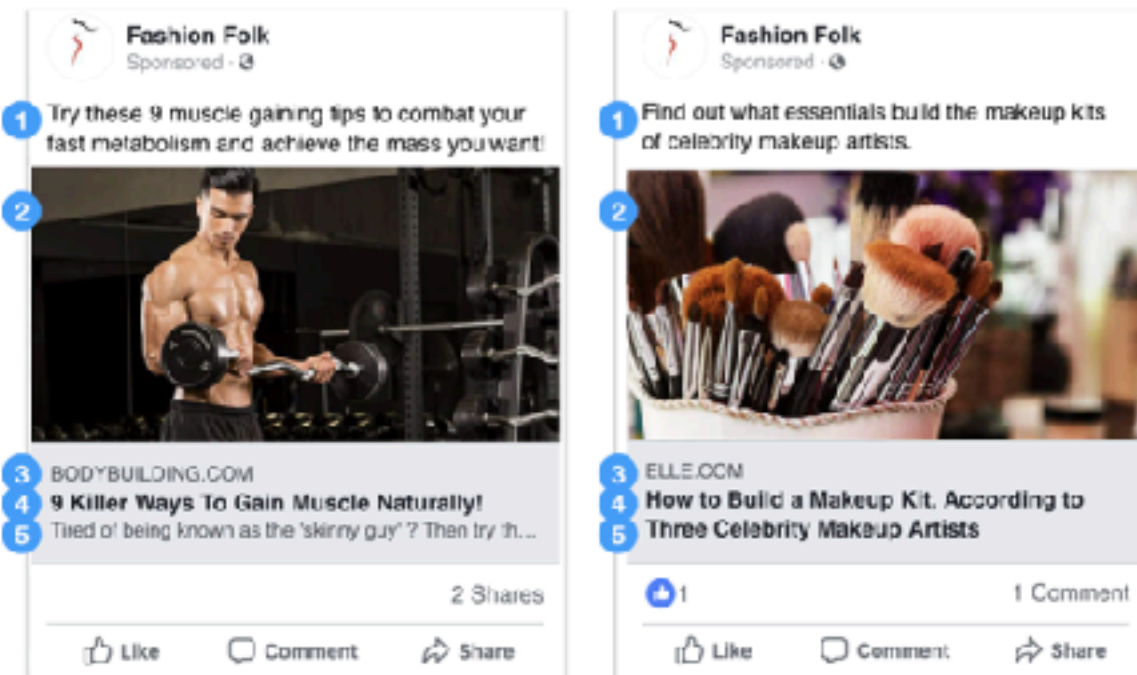 Fashion Folk
Sponsored ·
1 Try these 9 muscle gaining tips to combat your
fast metabolism and achieve the mass you want!
2
3 BODYBUILDING.COM
4 9 Killer Ways To Gain Muscle Naturally!
5 Tired of being known as the 'skinny guy' ? Then try th...
2 Shares
Like Comment Share
Fashion Folk
Sponsored ·
1 Find out what essentials build the makeup kits
of celebrity makeup artists.
2
3 ELLE.COM
4 How to Build a Makeup Kit, According to
5 Three Celebrity Makeup Artists
1 1 Comment
Like Comment Share